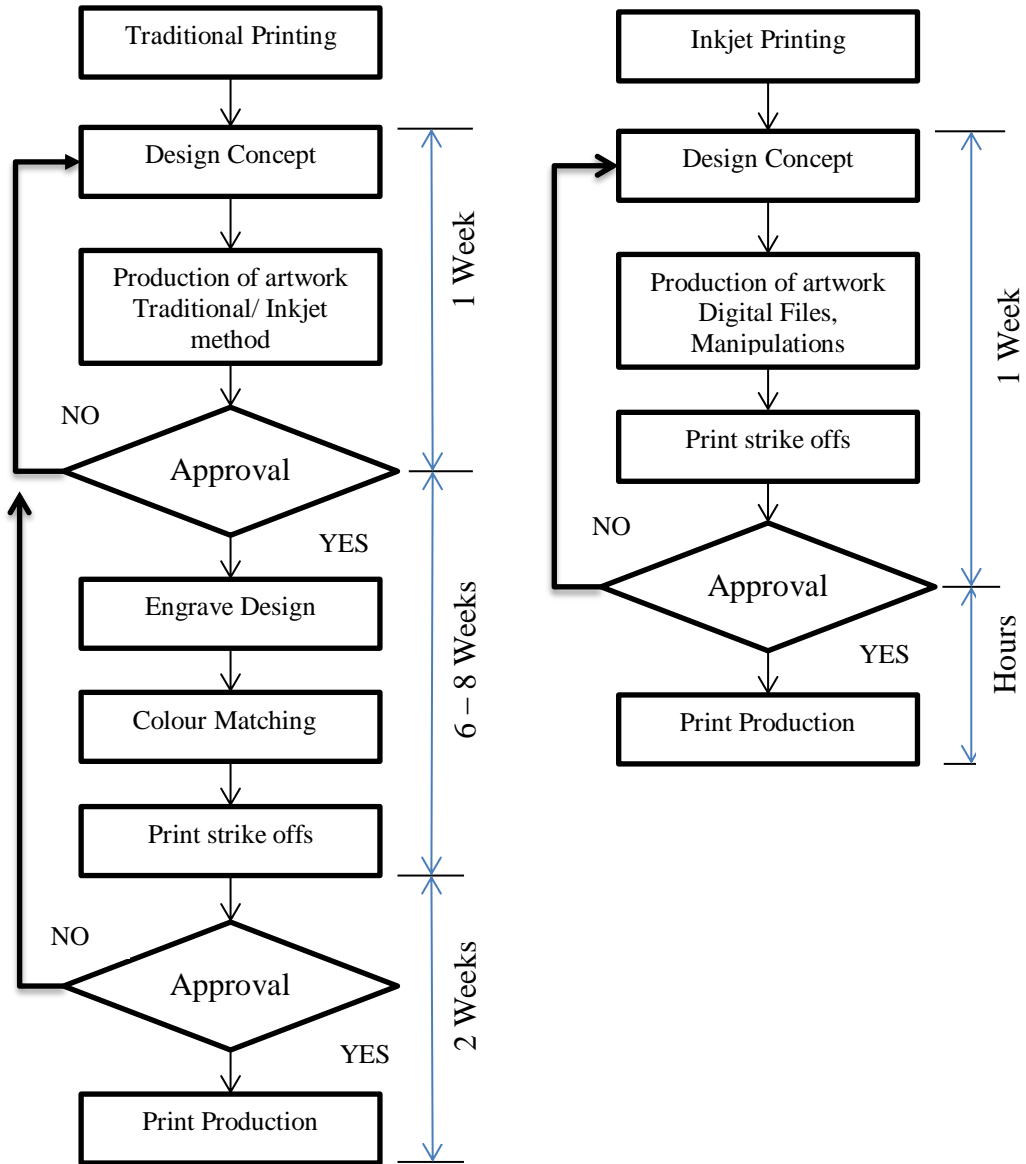 Traditional Printing
Design Concept
Production of artwork
Traditional/ Inkjet
method
NO
Approval
YES
Engrave Design
Colour Matching
Print strike offs
NO
Approval
YES
Print Production
1 Week
6 – 8 Weeks
2 Weeks
Inkjet Printing
Design Concept
Production of artwork
Digital Files,
Manipulations
Print strike offs
NO
Approval
YES
Print Production
1 Week
Hours